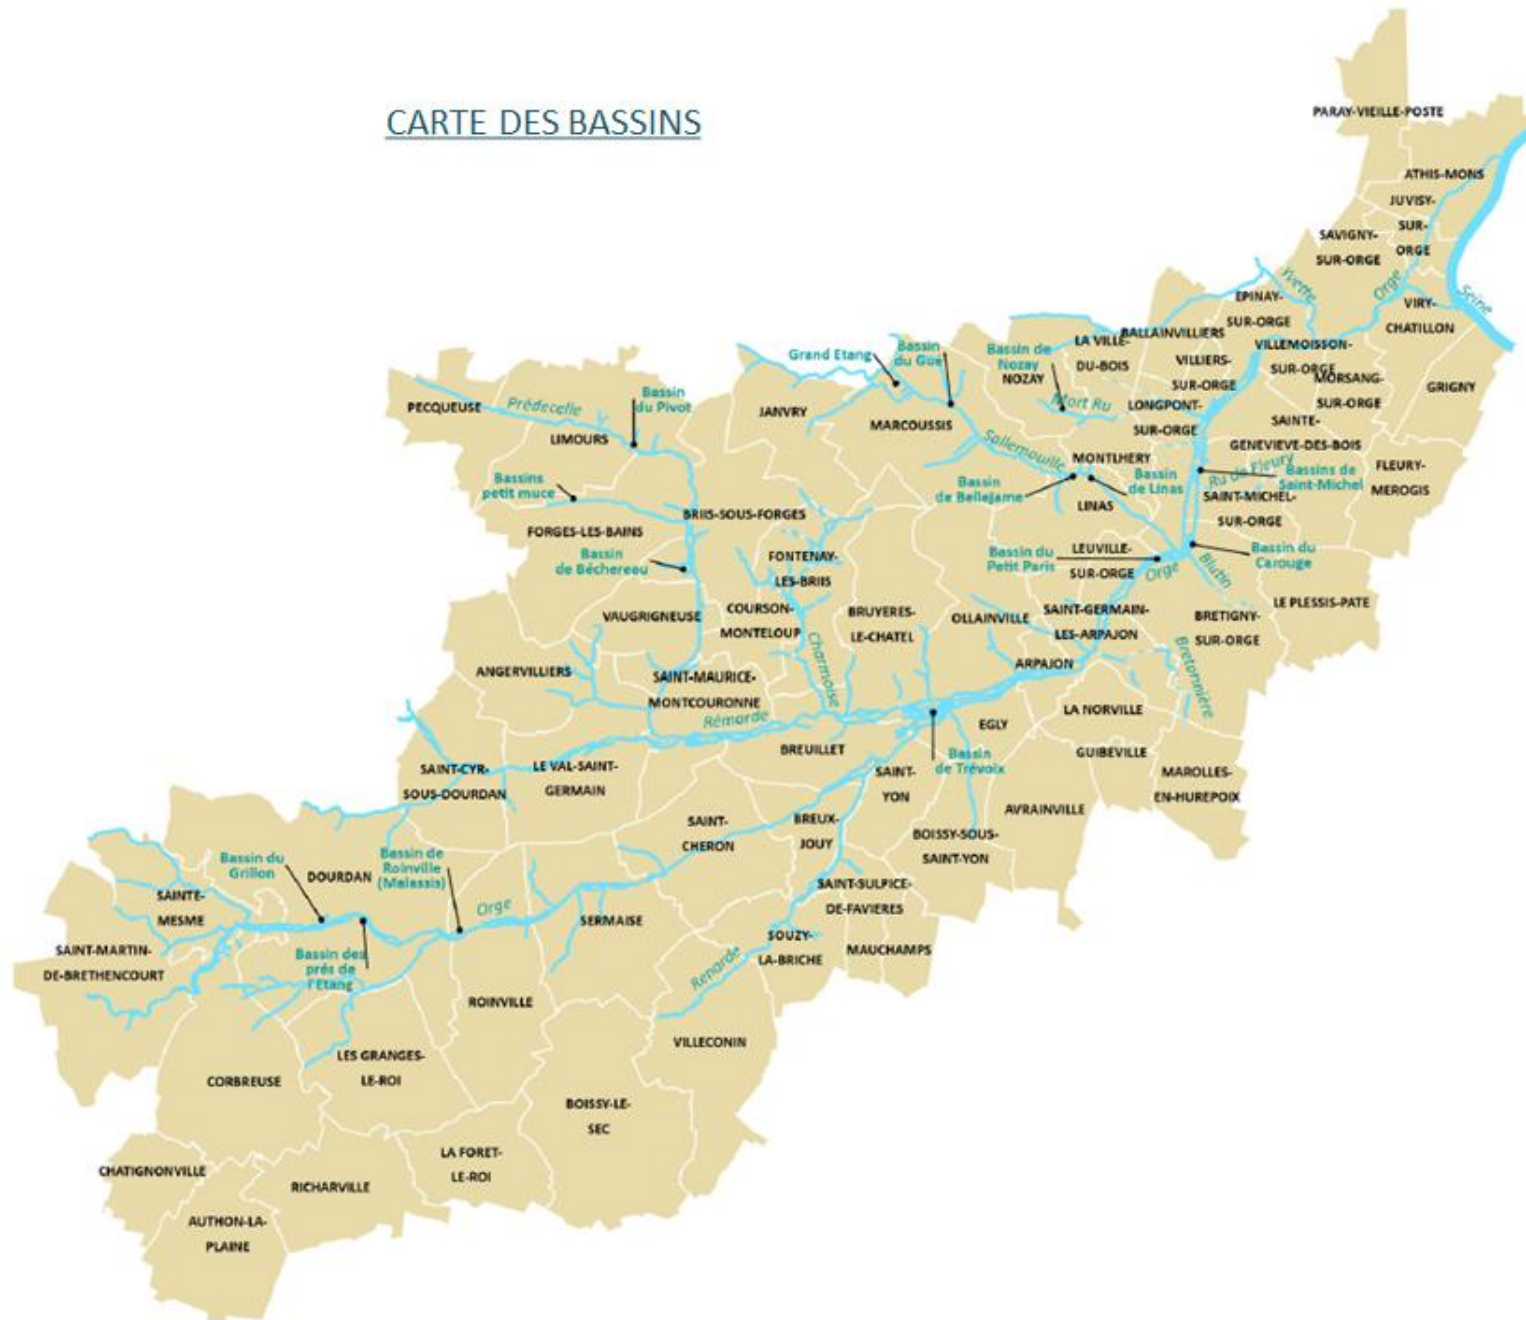 CARTE DES BASSINS
PARAY-VIEILLE-POSTE
ATHIS-MONS
JUVISY-
SUR-
ORGE
SAVIGNY-
SUR-ORGE
Orge
Seine
VIRY-
CHATILLON
Yvette
EPINAY-
SUR-ORGE
BALLAINVILLIERS
LA VILLE-
DU-BOIS
VILLIERS-
SUR-ORGE
VILLEMOISSON-
SUR-ORGE
MORSANG-
SUR-ORGE
GRIGNY
Grand Etang
Bassin
du Gué
Bassin de
Nozay
NOZAY
Mort Ru
LONGPONT-
SUR-ORGE
SAINTE-
GENEVIEVE-DES-BOIS
PECQUEUSE
Prédecelle
Bassin
du Pivot
LIMOURS
JANVRY
MARCOUSSIS
Sallemouille
MONTLHERY
Ru de Fleury
Bassins de
Saint-Michel
FLEURY-
MEROGIS
Bassins
petit muce
Bassin
de Bellejame
Bassin
de Linas
LINAS
SAINT-MICHEL-
SUR-ORGE
FORGES-LES-BAINS
BRIIS-SOUS-FORGES
Bassin
de Béchereau
FONTENAY-
LES-BRIIS
Bassin du
Petit Paris
LEUVILLE-
SUR-ORGE
Orge
Blutin
Bassin du
Carouge
VAUGRIGNEUSE
COURSON-
MONTELOUP
BRUYERES-
LE-CHATEL
OLLAINVILLE
SAINT-GERMAIN-
LES-ARPAJON
BRETIGNY-
SUR-ORGE
LE PLESSIS-PATE
ANGERVILLIERS
SAINT-MAURICE-
MONTCOURONNE
Charmoise
ARPAJON
Bretonnière
Rémarde
BREUILLET
EGLY
LA NORVILLE
GUIBEVILLE
SAINT-CYR-
SOUS-DOURDAN
LE VAL-SAINT-
GERMAIN
SAINT-
YON
Bassin
de Trévoix
MAROLLES-
EN-HUREPOIX
AVRAINVILLE
SAINT-
CHERON
BREUX-
JOUY
BOISSY-SOUS-
SAINT-YON
Bassin du
Grillon
DOURDAN
Bassin de
Roinville
(Malassis)
SAINTE-
MESME
Orge
SERMAISE
SAINT-SULPICE-
DE-FAVIERES
SAINT-MARTIN-
DE-BRETHENCOURT
Bassin des
prés de
l'Etang
SOUZY-
LA-BRICHE
MAUCHAMPS
Renarde
ROINVILLE
VILLECONIN
CORBREUSE
LES GRANGES-
LE-ROI
BOISSY-LE-
SEC
CHATIGNONVILLE
RICHARVILLE
LA FORET-
LE-ROI
AUTHON-LA-
PLAINE